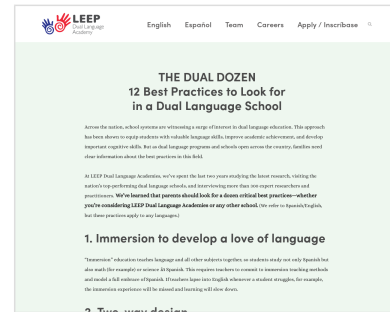 LEEP
Dual Language
Academy
English Español Team Careers Apply / Inscríbase
THE DUAL DOZEN
12 Best Practices to Look for
in a Dual Language School
Across the nation, school systems are witnessing a surge of interest in dual language education. This approach
has been shown to equip students with valuable language skills, improve academic achievement, and develop
important cognitive skills. But as dual language programs and schools open across the country, families need
clear information about the best practices in this field.
At LEEP Dual Language Academies, we've spent the last two years studying the latest research, visiting the
nation's top-performing dual language schools, and interviewing more than 100 expert researchers and
practitioners. We've learned that parents should look for a dozen critical best practices—whether
you're considering LEEP Dual Language Academies or any other school. (We refer to Spanish/English,
but these practices apply to any languages.)
1. Immersion to develop a love of language
"Immersion" education teaches language and all other subjects together, so students study not only Spanish but
also math (for example) or science in Spanish. This requires teachers to commit to immersion teaching methods
and model a full embrace of Spanish. If teachers lapse into English whenever a student struggles, for example,
the immersion experience will be missed and learning will slow down.
2. Two-way design